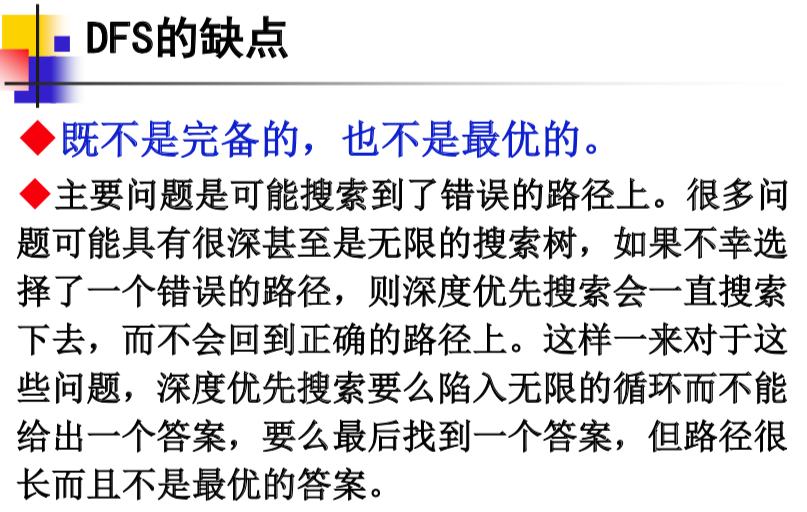 DFS的缺点
既不是完备的，也不是最优的。
主要问题是可能搜索到了错误的路径上。很多问
题可能具有很深甚至是无限的搜索树，如果不幸选
择了一个错误的路径，则深度优先搜索会一直搜索
下去，而不会回到正确的路径上。这样一来对于这
些问题，深度优先搜索要么陷入无限的循环而不能
给出一个答案，要么最后找到一个答案，但路径很
长而且不是最优的答案。